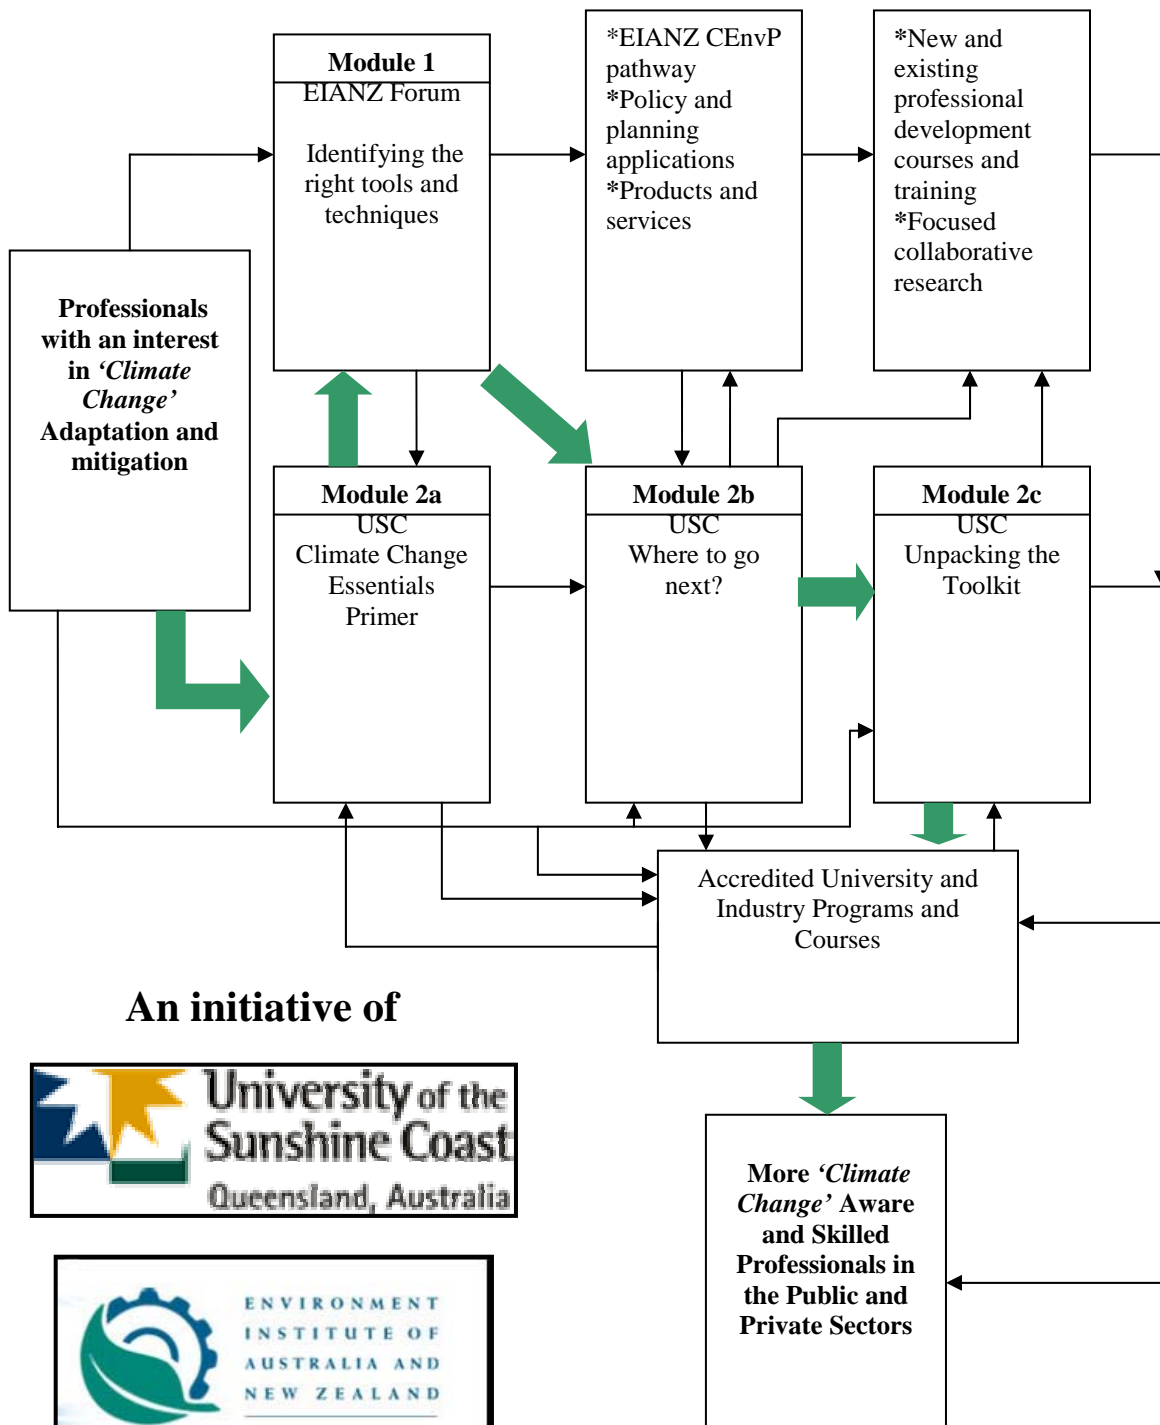 Module 1
EIANZ Forum
Identifying the
right tools and
techniques
*EIANZ CEnvP
pathway
*Policy and
planning
applications
*Products and
services
*New and
existing
professional
development
courses and
training
*Focused
collaborative
research
Professionals
with an interest
in ‘Climate
Change’
Adaptation and
mitigation
Module 2a
USC
Climate Change
Essentials
Primer
Module 2b
USC
Where to go
next?
Module 2c
USC
Unpacking the
Toolkit
Accredited University and
Industry Programs and
Courses
An initiative of
University of the
Sunshine Coast
Queensland, Australia
More ‘Climate
Change’ Aware
and Skilled
Professionals in
the Public and
Private Sectors
ENVIRONMENT
INSTITUTE OF
AUSTRALIA AND
NEW ZEALAND